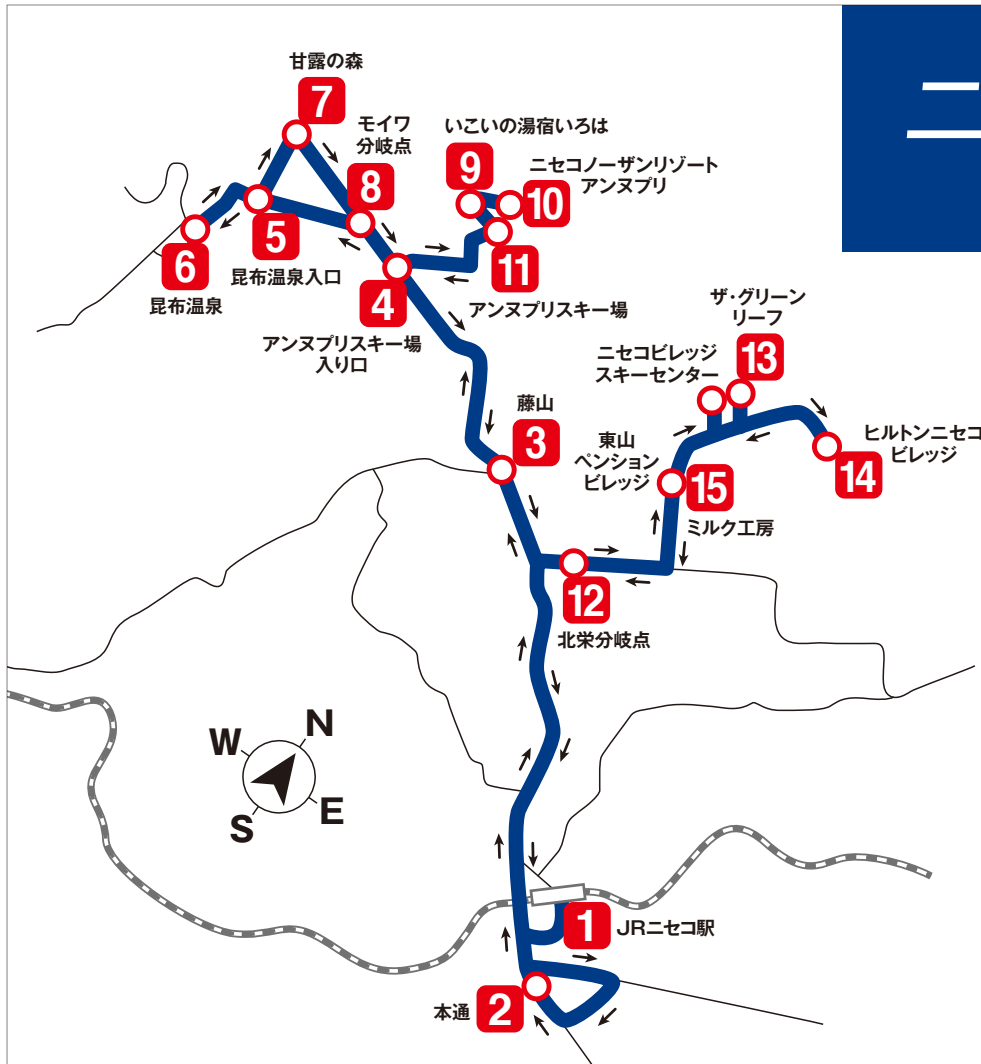 甘露の森
7
モイワ
分岐点
8
いこいの湯宿いろは
9
ニセコノーザンリゾート
アンヌプリ
10
5
昆布温泉入口
6
昆布温泉
11
アンヌプリスキー場
4
アンヌプリスキー場
入り口
ザ・グリーン
リーフ
13
ニセコビレッジ
スキーセンター
藤山
3
東山
ペンション
ビレッジ
15
ミルク工房
ヒルトンニセコ
ビレッジ
14
12
北栄分岐点
N
W
E
S
1
JRニセコ駅
本通
2